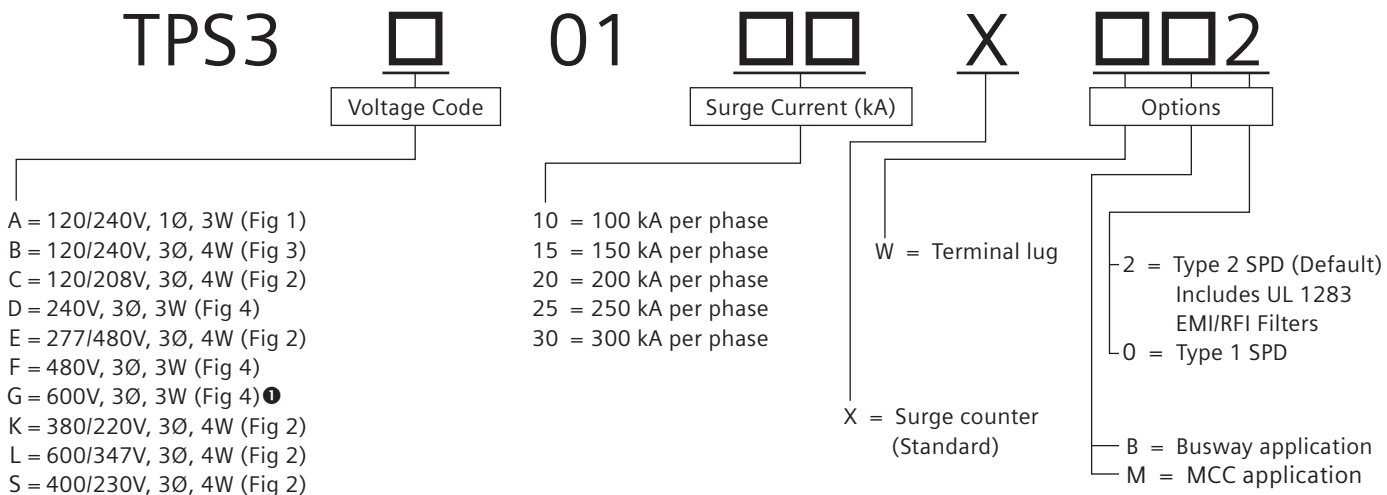 TPS3 □ 01 □□ X □□2
Voltage Code
Surge Current (kA)
Options
A = 120/240V, 1Ø, 3W (Fig 1)
B = 120/240V, 3Ø, 4W (Fig 3)
C = 120/208V, 3Ø, 4W (Fig 2)
D = 240V, 3Ø, 3W (Fig 4)
E = 277/480V, 3Ø, 4W (Fig 2)
F = 480V, 3Ø, 3W (Fig 4)
G = 600V, 3Ø, 3W (Fig 4)❶
K = 380/220V, 3Ø, 4W (Fig 2)
L = 600/347V, 3Ø, 4W (Fig 2)
S = 400/230V, 3Ø, 4W (Fig 2)
10 = 100 kA per phase
15 = 150 kA per phase
20 = 200 kA per phase
25 = 250 kA per phase
30 = 300 kA per phase
X = Surge counter
(Standard)
W = Terminal lug
2 = Type 2 SPD (Default)
Includes UL 1283
EMI/RFI Filters
0 = Type 1 SPD
B = Busway application
M = MCC application